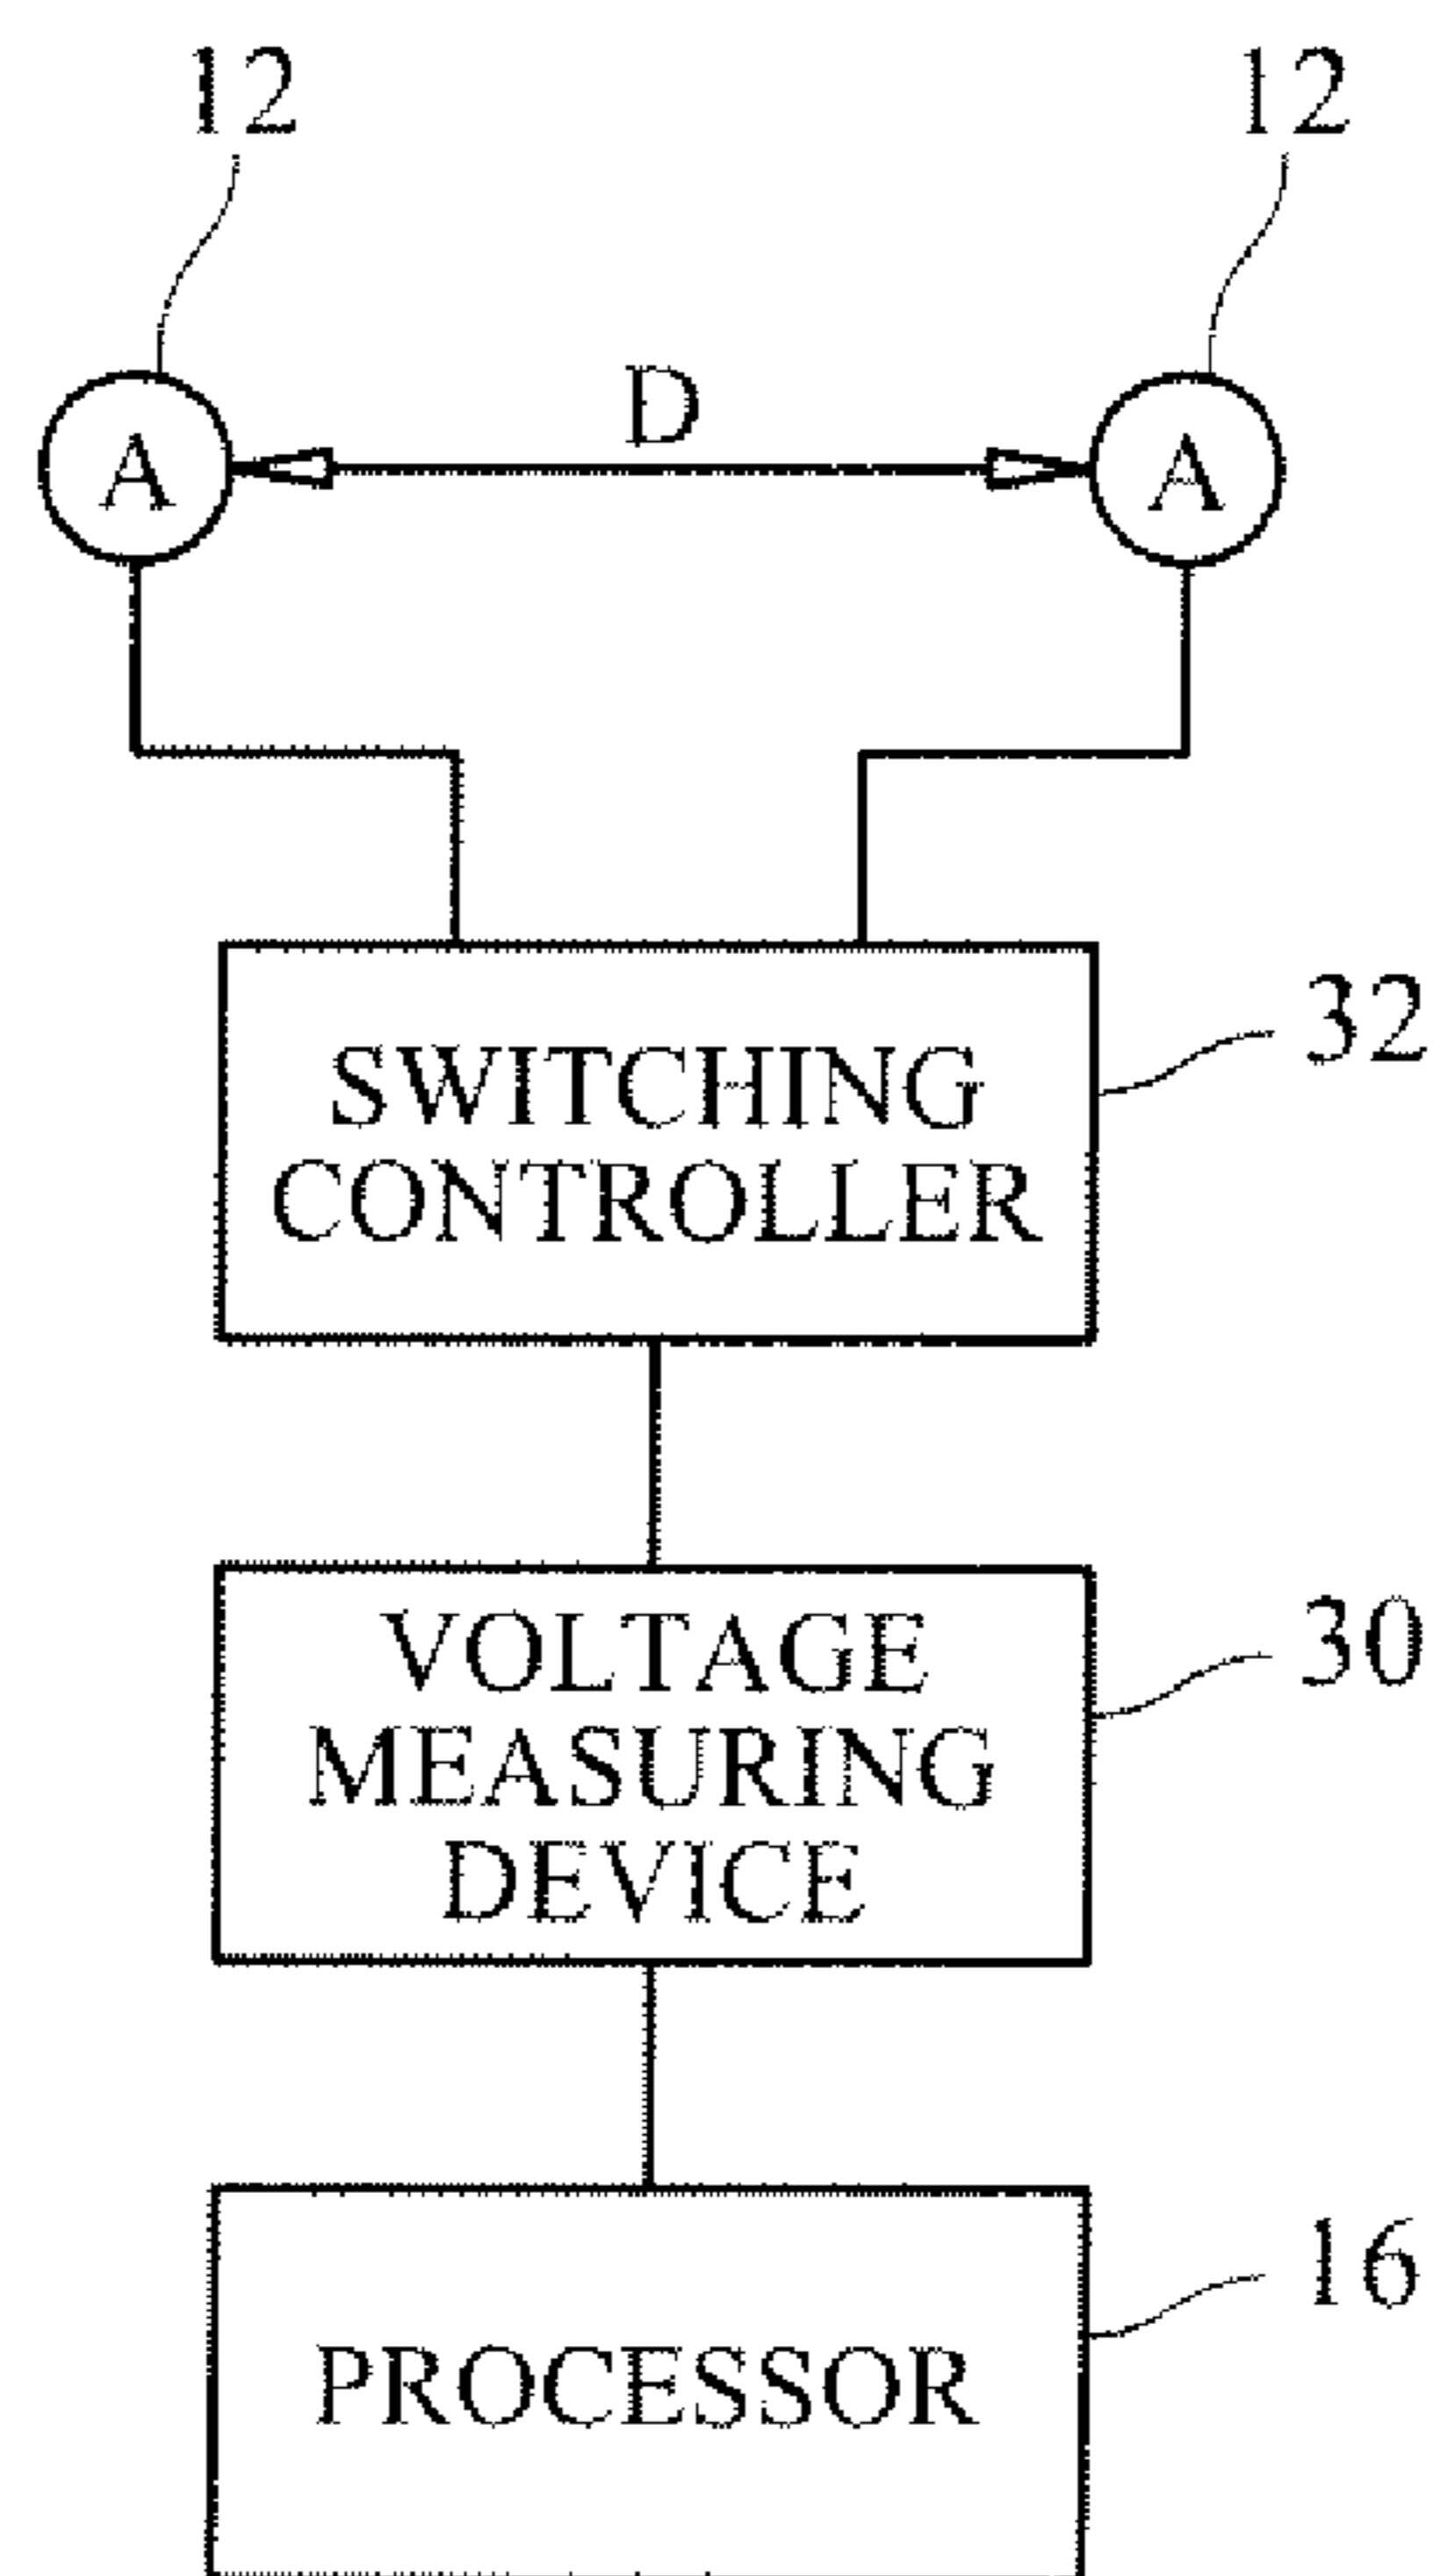 12 12
D
A A
SWITCHING
CONTROLLER
32
VOLTAGE
MEASURING
DEVICE
30
PROCESSOR
16